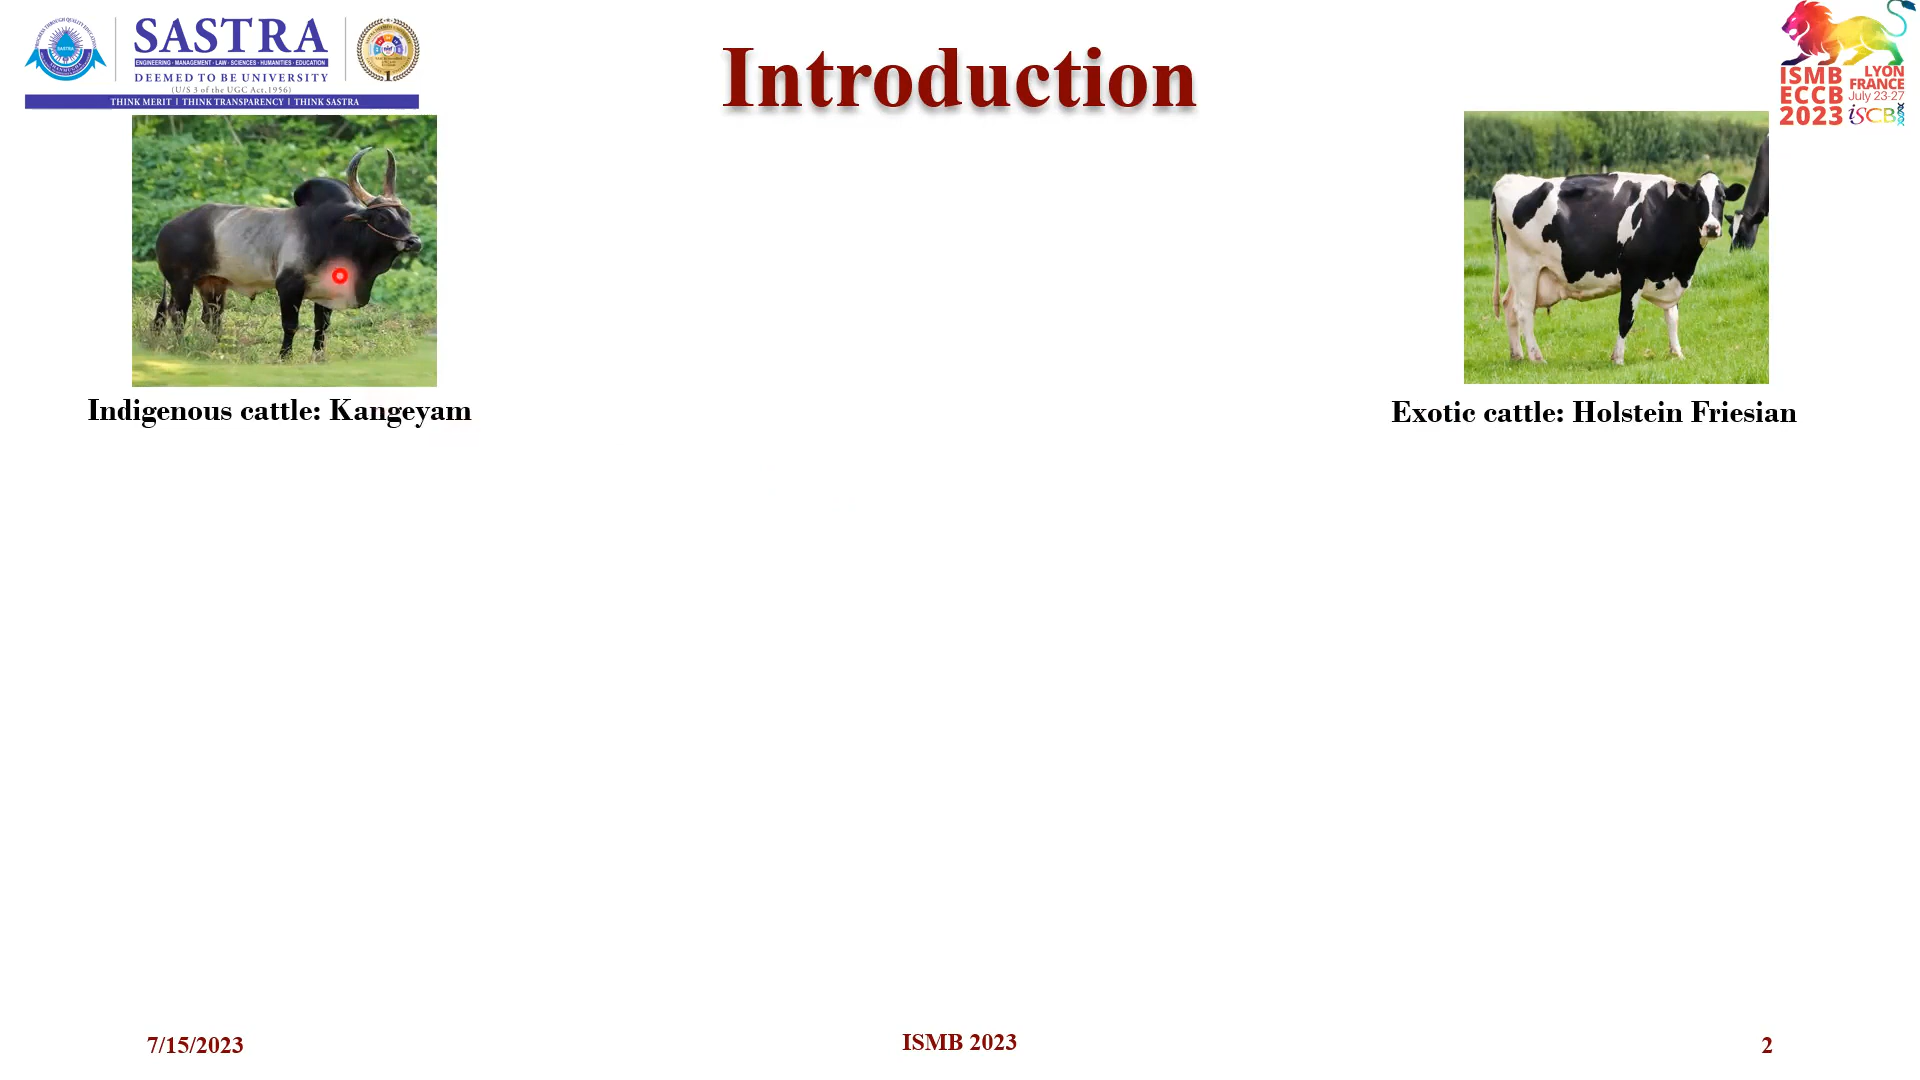 SASTRA
ENGINEERING · MANAGEMENT · LAW · SCIENCES · HUMANITIES · EDUCATION
DEEMED TO BE UNIVERSITY
(U/S 3 of the UGC Act, 1956)
THINK MERIT | THINK TRANSPARENCY | THINK SASTRA
Introduction
ISMB
ECCB
2023
LYON
FRANCE
July 23-27
iSCB
Indigenous cattle: Kangeyam
Exotic cattle: Holstein Friesian
7/15/2023
ISMB 2023
2